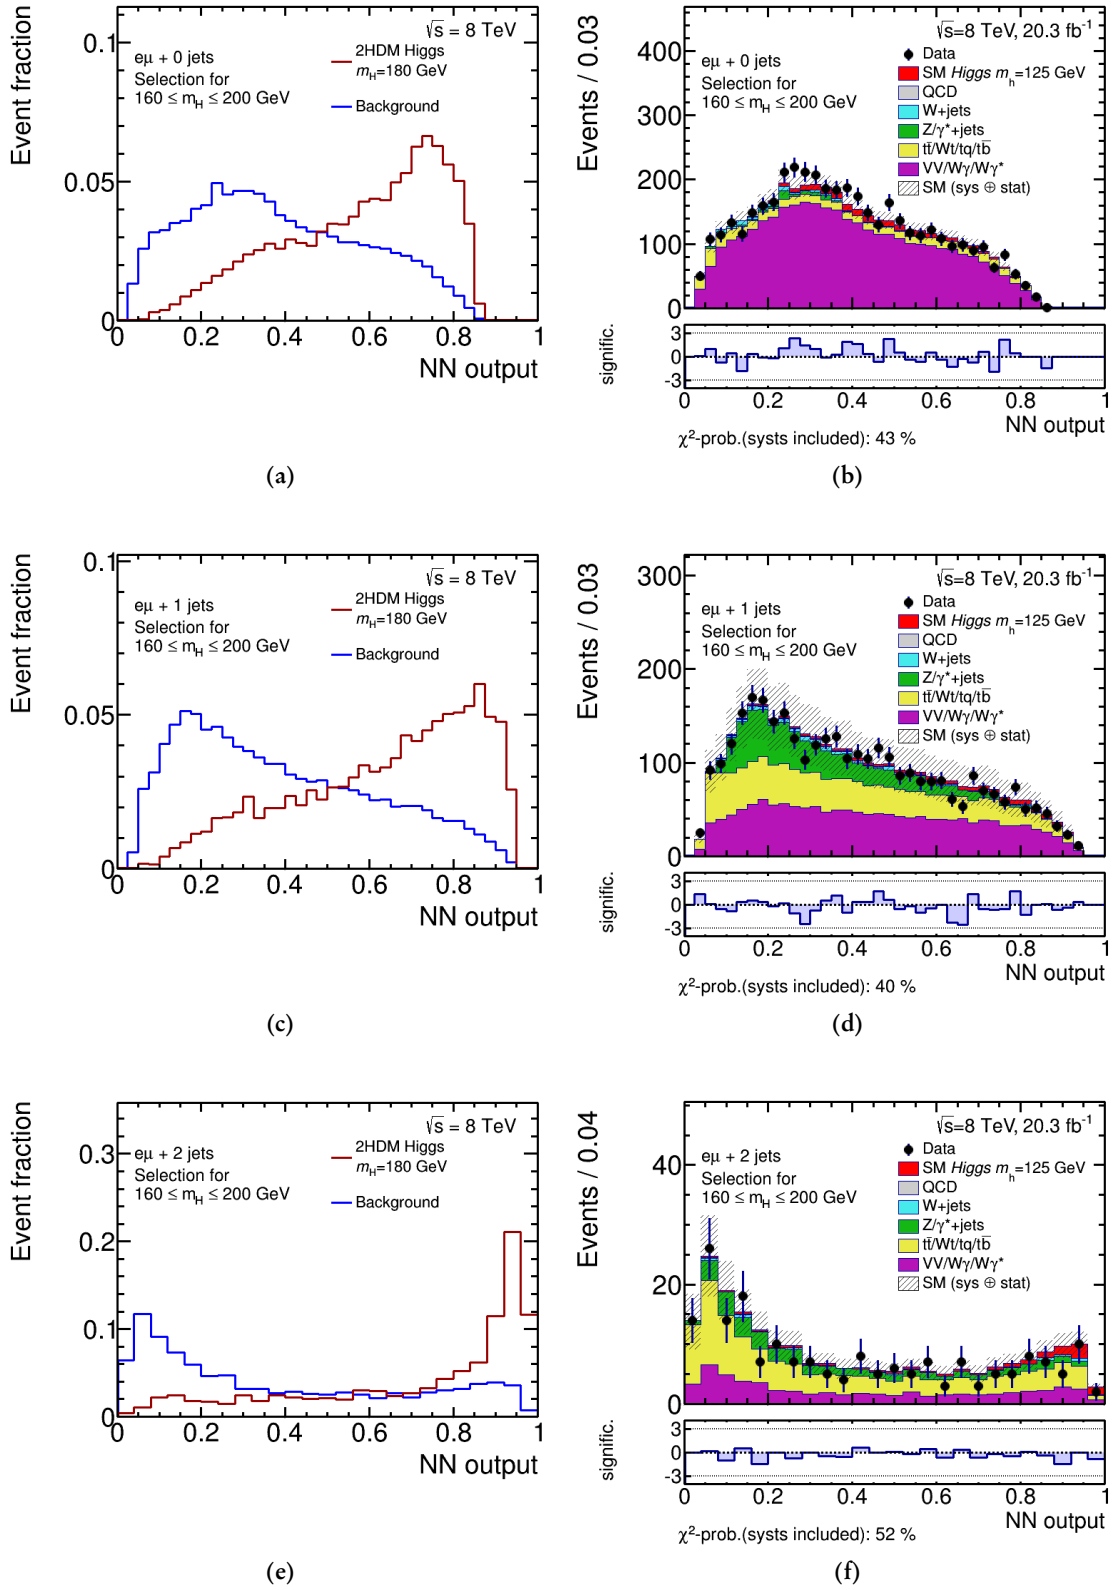 Event fraction
0.1
0.05
0
√s = 8 TeV
eμ + 0 jets
Selection for
160 ≤ m_H ≤ 200 GeV
2HDM Higgs
m_H=180 GeV
Background
0 0.2 0.4 0.6 0.8 1
NN output
(a)
Events / 0.03
400
300
200
100
0
√s=8 TeV, 20.3 fb⁻¹
eμ + 0 jets
Selection for
160 ≤ m_H ≤ 200 GeV
Data
SM Higgs m_h=125 GeV
QCD
W+jets
Z/γ*+jets
tt̄/Wt/tq/tb̄
VV/Wγ/Wγ*
SM (sys ⊕ stat)
signific.
3
0
-3
0 0.2 0.4 0.6 0.8 1
NN output
χ²-prob.(systs included): 43 %
(b)
Event fraction
0.1
0.05
0
√s = 8 TeV
eμ + 1 jets
Selection for
160 ≤ m_H ≤ 200 GeV
2HDM Higgs
m_H=180 GeV
Background
0 0.2 0.4 0.6 0.8 1
NN output
(c)
Events / 0.03
300
200
100
0
√s=8 TeV, 20.3 fb⁻¹
eμ + 1 jets
Selection for
160 ≤ m_H ≤ 200 GeV
Data
SM Higgs m_h=125 GeV
QCD
W+jets
Z/γ*+jets
tt̄/Wt/tq/tb̄
VV/Wγ/Wγ*
SM (sys ⊕ stat)
signific.
3
0
-3
0 0.2 0.4 0.6 0.8 1
NN output
χ²-prob.(systs included): 40 %
(d)
Event fraction
0.3
0.2
0.1
0
√s = 8 TeV
eμ + 2 jets
Selection for
160 ≤ m_H ≤ 200 GeV
2HDM Higgs
m_H=180 GeV
Background
0 0.2 0.4 0.6 0.8 1
NN output
(e)
Events / 0.04
40
20
0
√s=8 TeV, 20.3 fb⁻¹
eμ + 2 jets
Selection for
160 ≤ m_H ≤ 200 GeV
Data
SM Higgs m_h=125 GeV
QCD
W+jets
Z/γ*+jets
tt̄/Wt/tq/tb̄
VV/Wγ/Wγ*
SM (sys ⊕ stat)
signific.
3
0
-3
0 0.2 0.4 0.6 0.8 1
NN output
χ²-prob.(systs included): 52 %
(f)